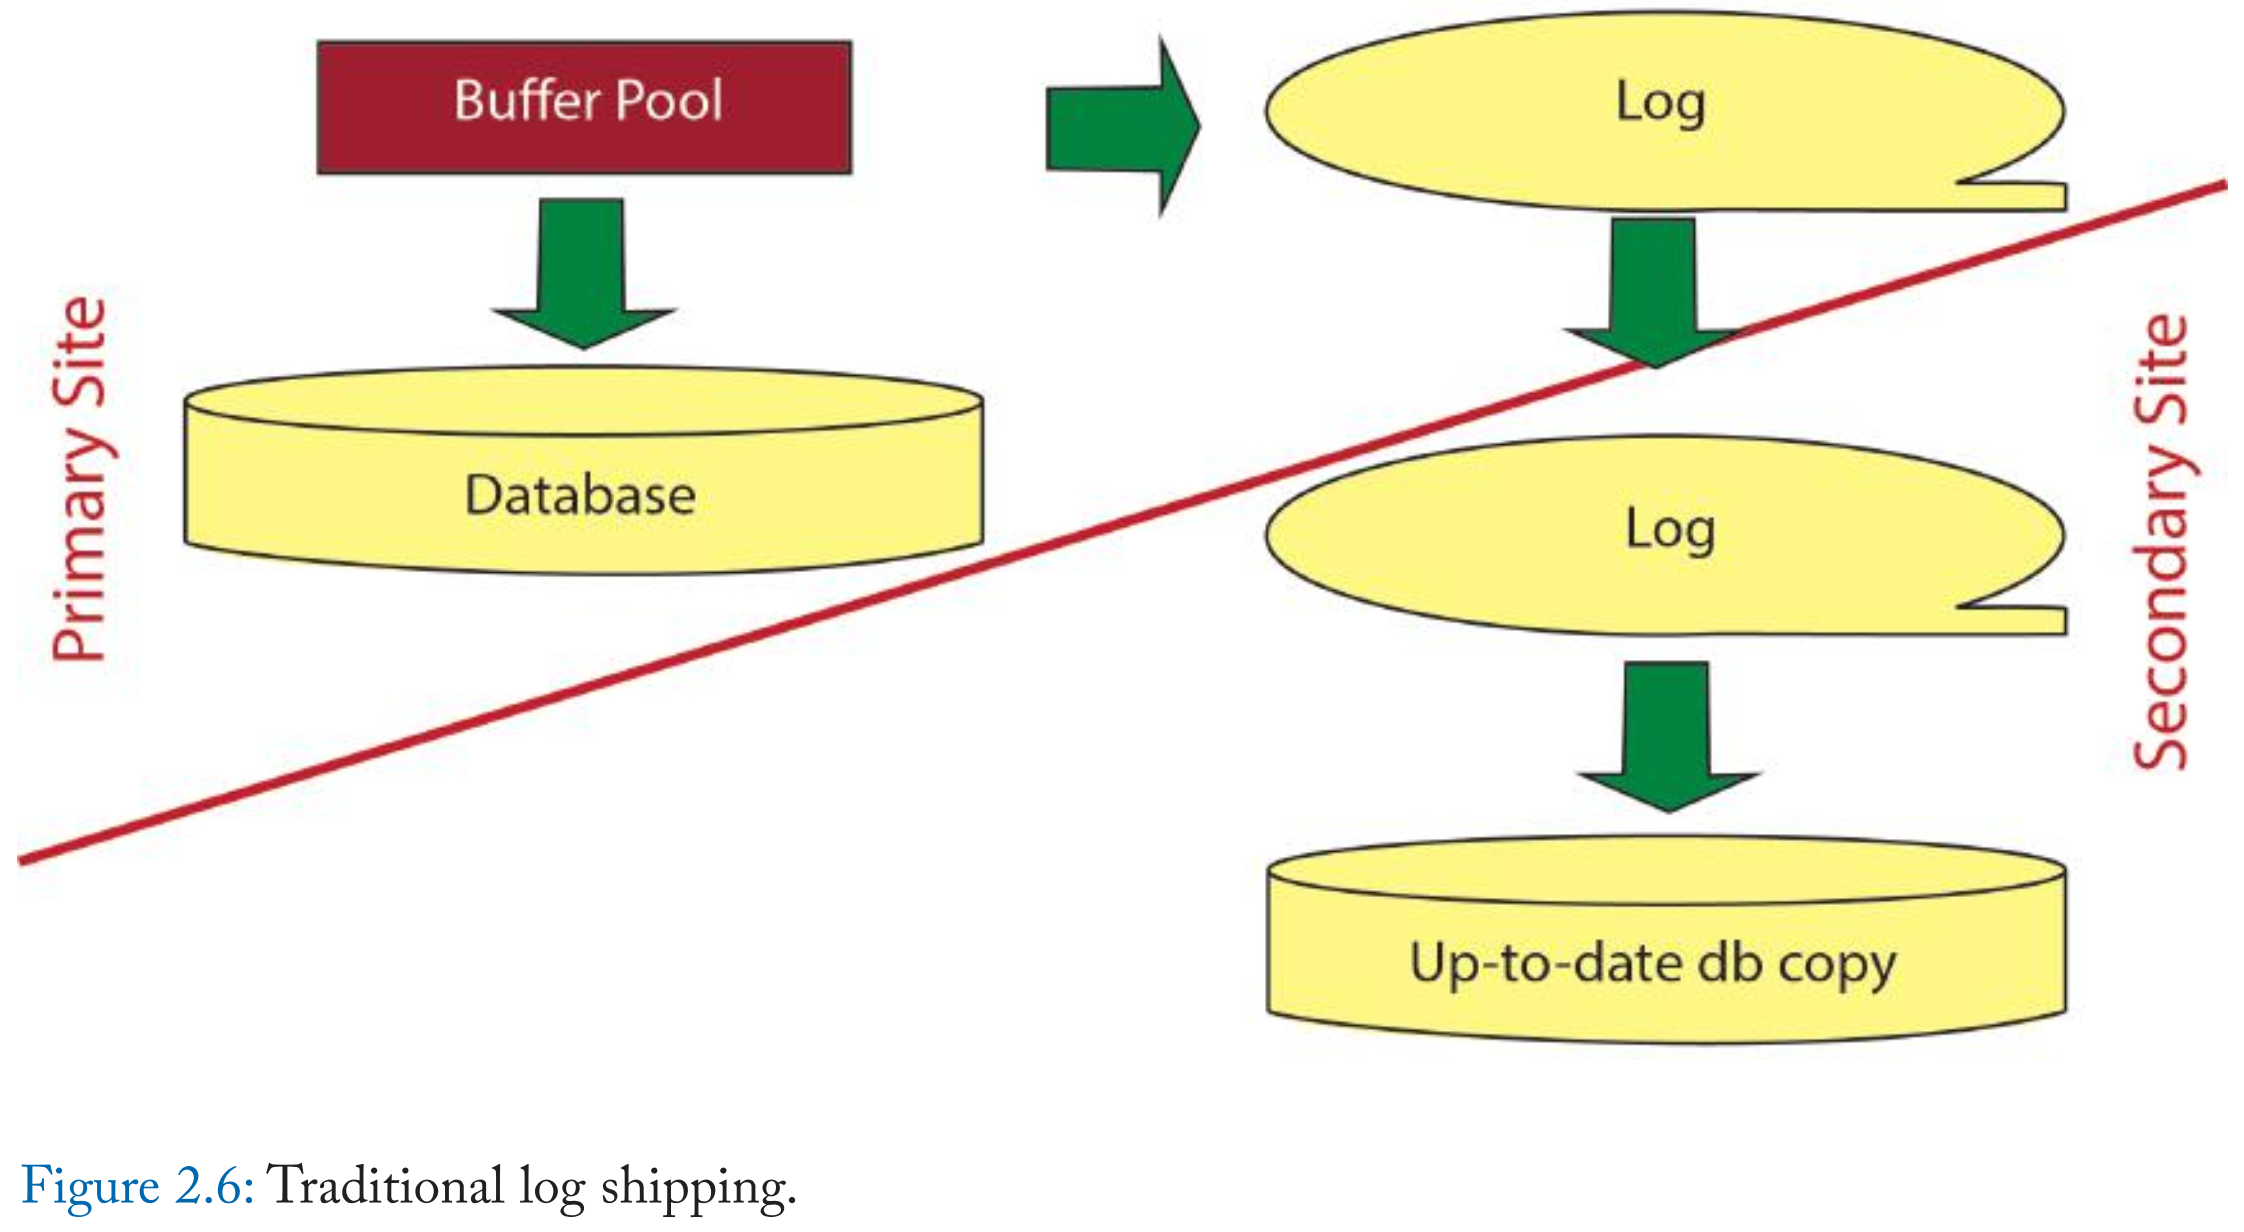 Buffer Pool
Log
Primary Site
Database
Log
Secondary Site
Up-to-date db copy
Figure 2.6: Traditional log shipping.